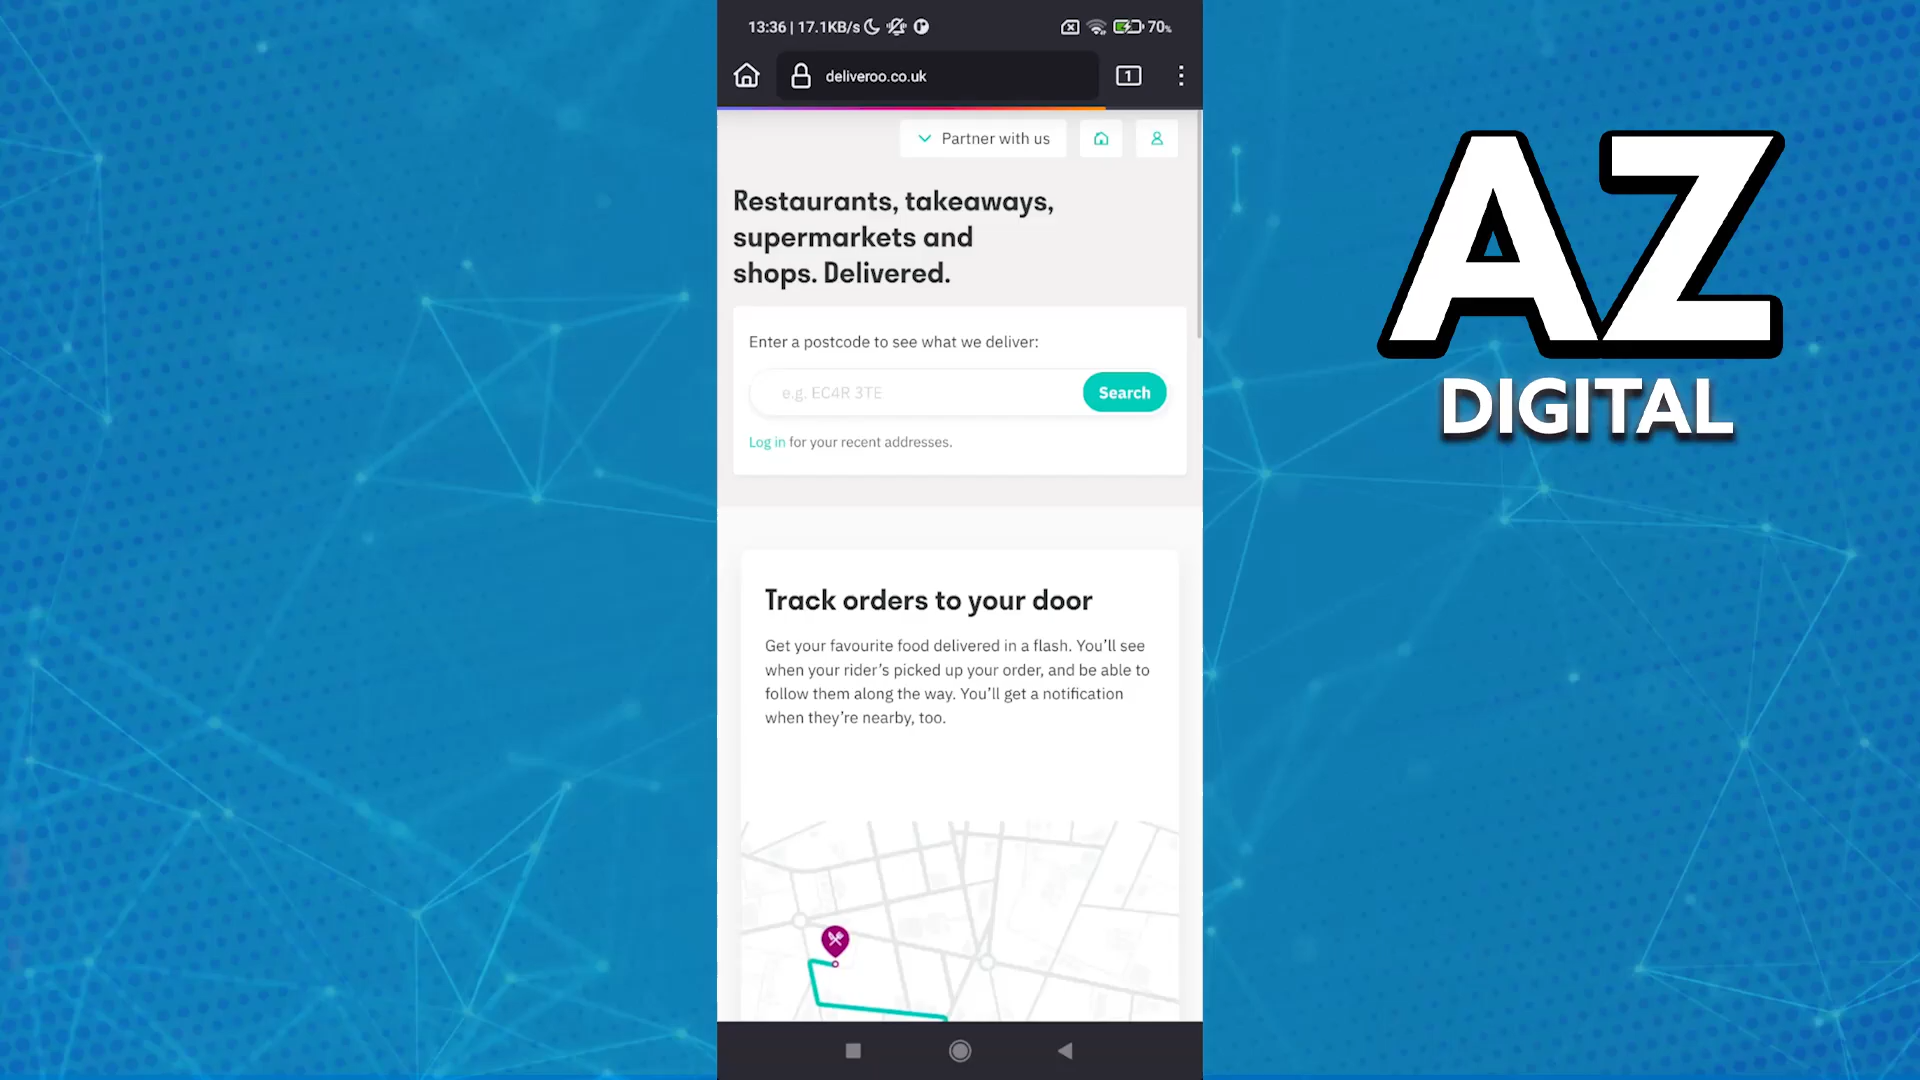 13:36 | 17.1KB/s
70%
deliveroo.co.uk
1
Partner with us
Restaurants, takeaways,
supermarkets and
shops. Delivered.
Enter a postcode to see what we deliver:
e.g. EC4R 3TE
Search
Log in for your recent addresses.
Track orders to your door
Get your favourite food delivered in a flash. You’ll see
when your rider’s picked up your order, and be able to
follow them along the way. You’ll get a notification
when they’re nearby, too.
AZ
DIGITAL